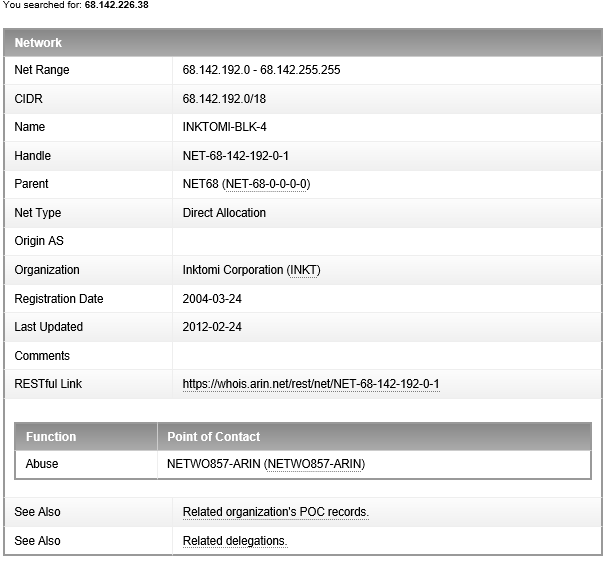 You searched for: 68.142.226.38
Network
Net Range 68.142.192.0 - 68.142.255.255
CIDR 68.142.192.0/18
Name INKTOMI-BLK-4
Handle NET-68-142-192-0-1
Parent NET68 (NET-68-0-0-0-0)
Net Type Direct Allocation
Origin AS
Organization Inktomi Corporation (INKT)
Registration Date 2004-03-24
Last Updated 2012-02-24
Comments
RESTful Link https://whois.arin.net/rest/net/NET-68-142-192-0-1
Function Point of Contact
Abuse NETWO857-ARIN (NETWO857-ARIN)
See Also Related organization's POC records.
See Also Related delegations.